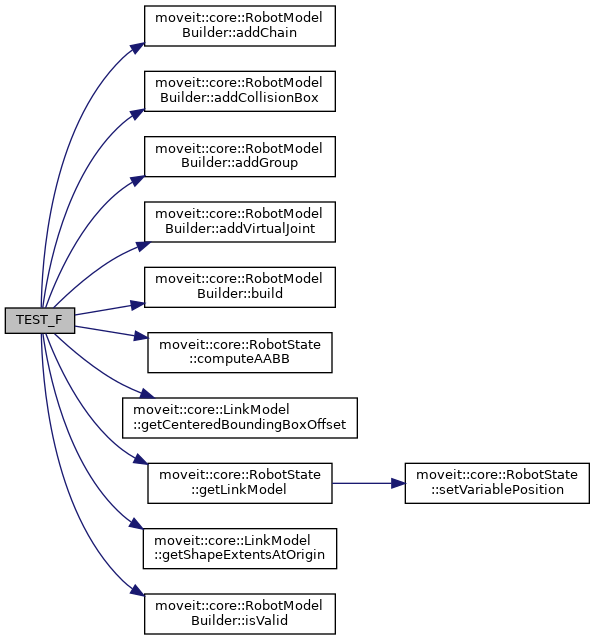 moveit::core::RobotModel
Builder::addChain
moveit::core::RobotModel
Builder::addCollisionBox
moveit::core::RobotModel
Builder::addGroup
moveit::core::RobotModel
Builder::addVirtualJoint
moveit::core::RobotModel
Builder::build
TEST_F
moveit::core::RobotState
::computeAABB
moveit::core::LinkModel
::getCenteredBoundingBoxOffset
moveit::core::RobotState
::getLinkModel
moveit::core::RobotState
::setVariablePosition
moveit::core::LinkModel
::getShapeExtentsAtOrigin
moveit::core::RobotModel
Builder::isValid